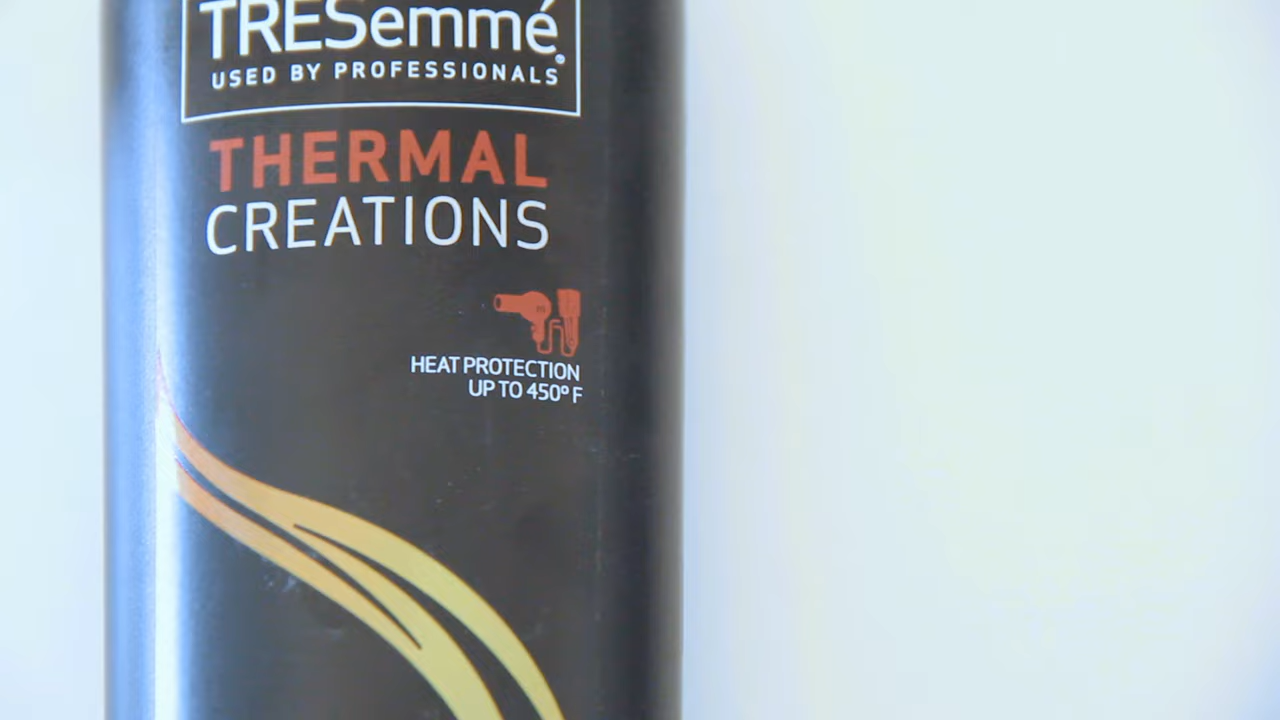 TRESemmé®
USED BY PROFESSIONALS
THERMAL
CREATIONS
HEAT PROTECTION
UP TO 450° F